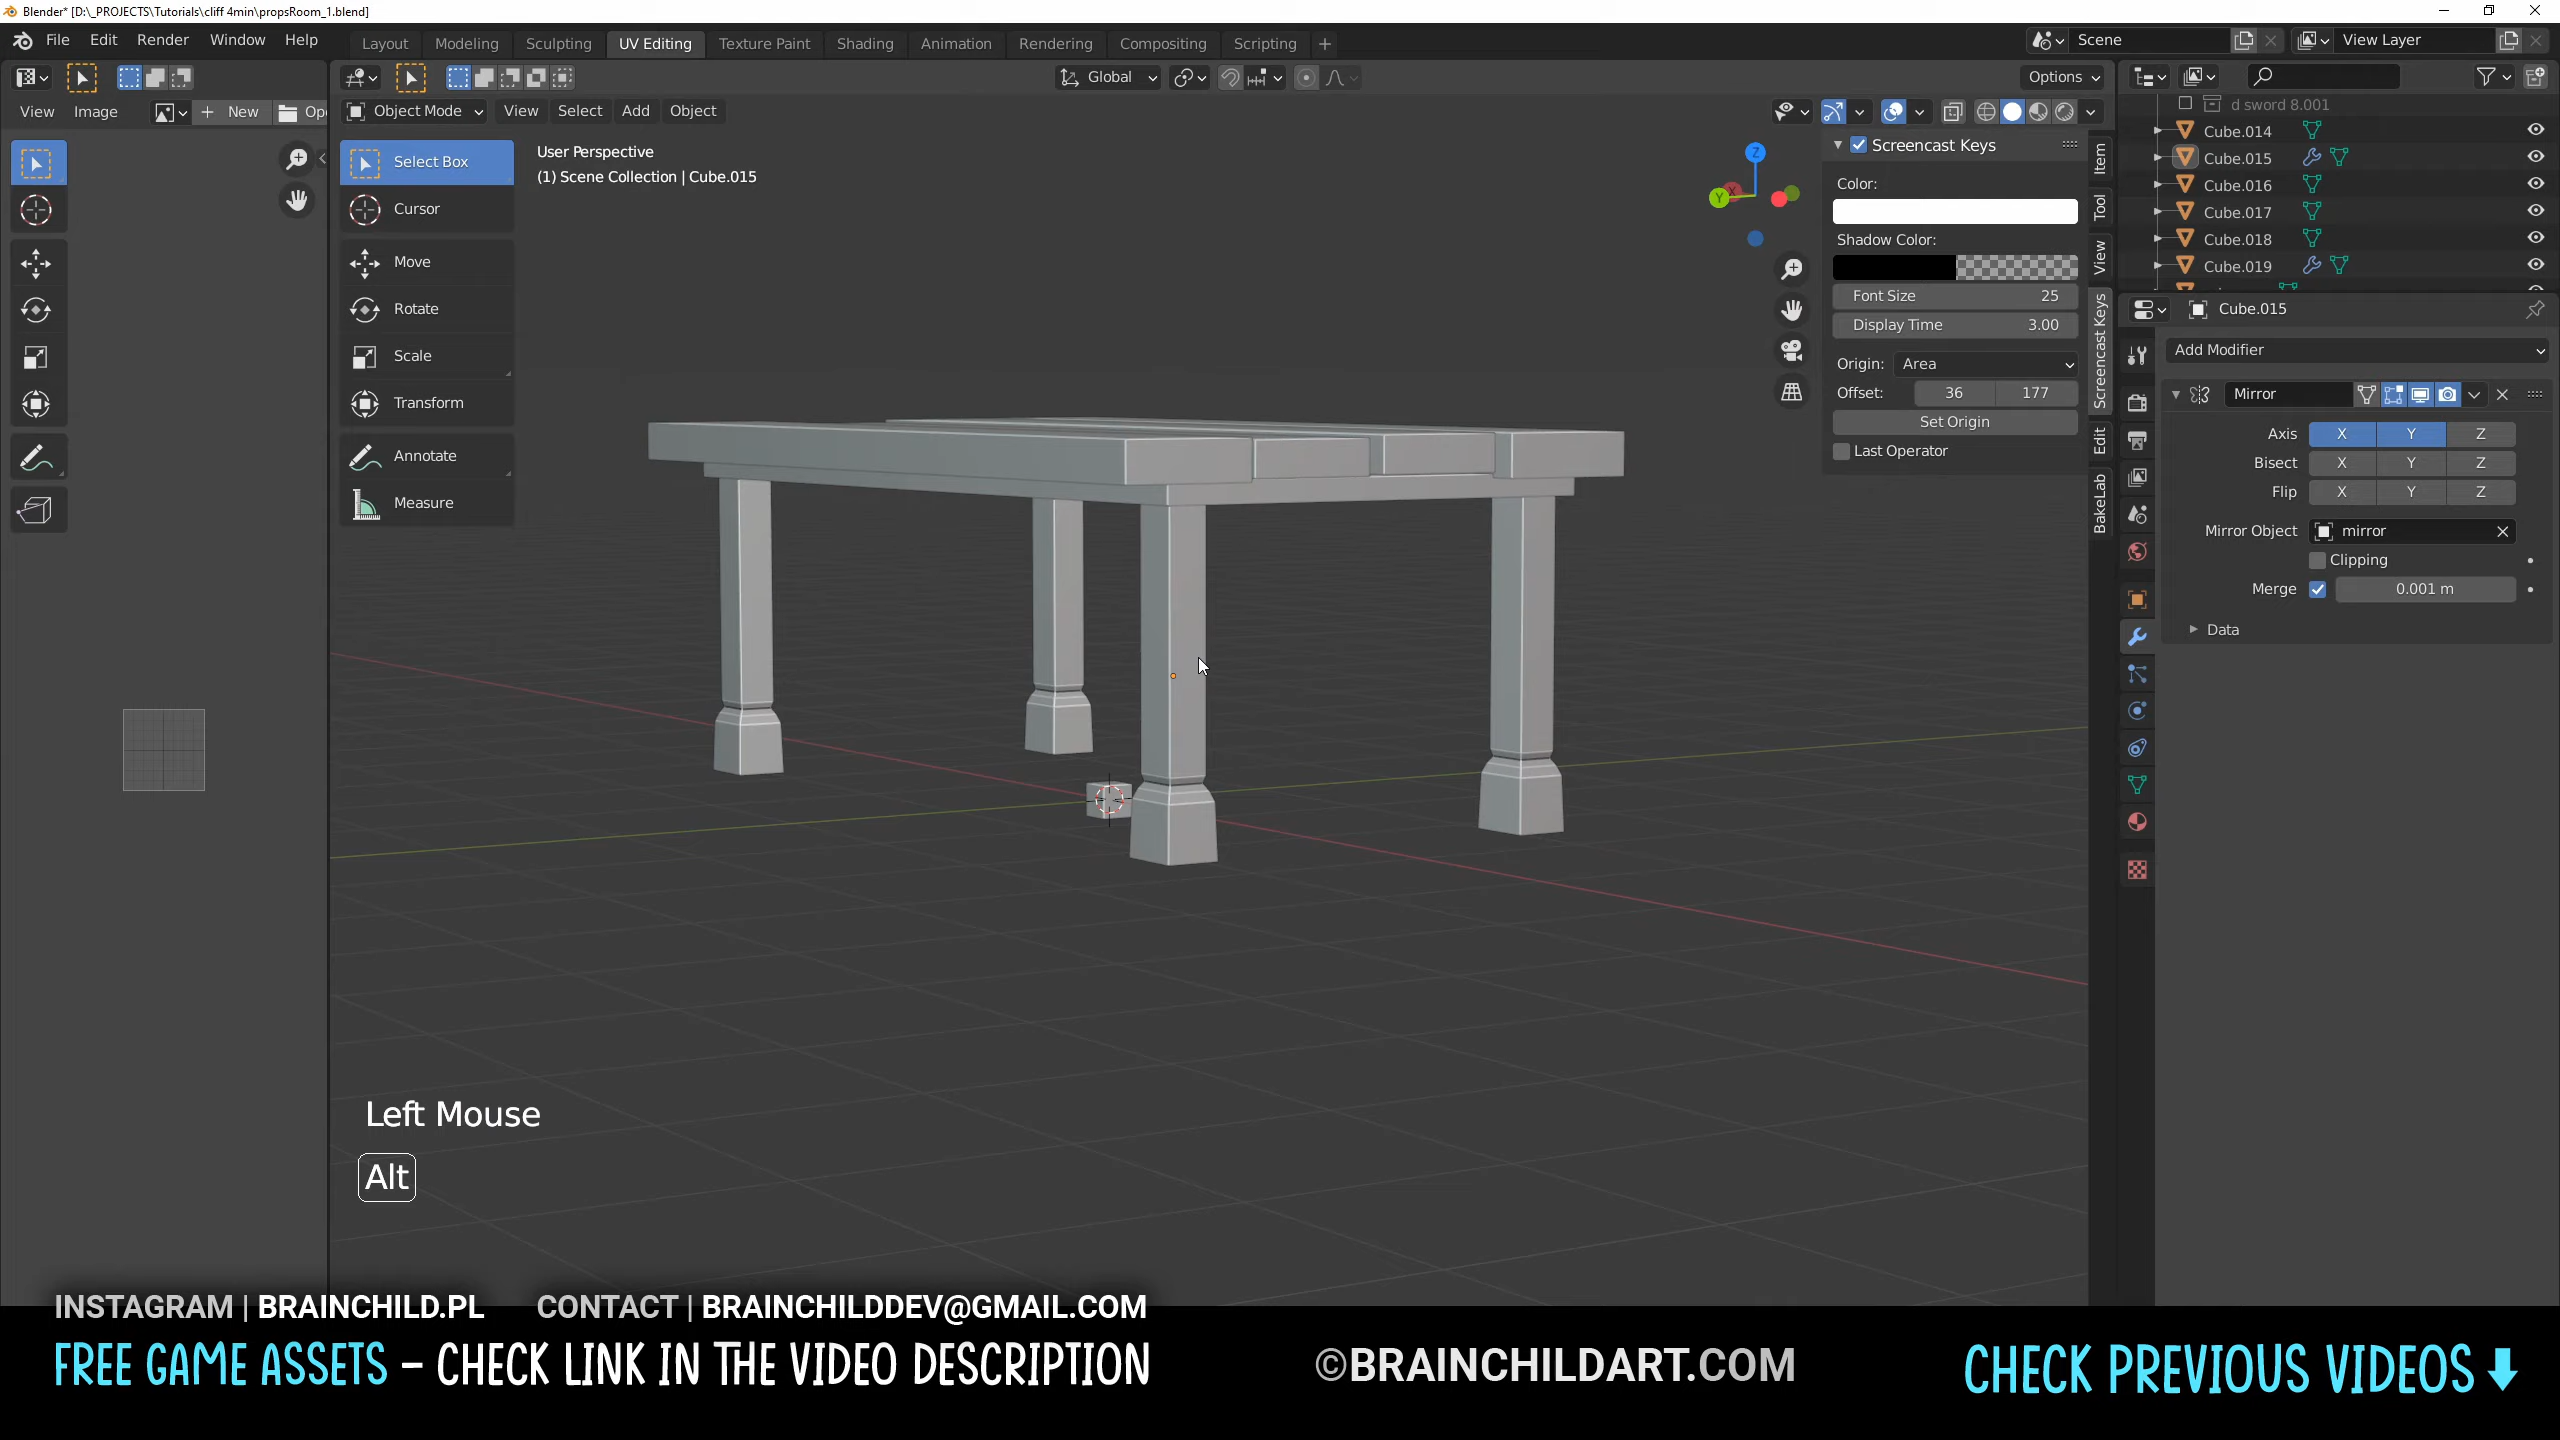 Blender* [D:\_PROJECTS\Tutorials\cliff 4min\propsRoom_1.blend]
File Edit Render Window Help
Layout Modeling Sculpting UV Editing Texture Paint Shading Animation Rendering Compositing Scripting +
Scene
View Layer
Global
Options
View Image
+ New
Op
Object Mode
View Select Add Object
d sword 8.001
Cube.014
Cube.015
Cube.016
Cube.017
Cube.018
Cube.019
Select Box
Cursor
Move
Rotate
Scale
Transform
Annotate
Measure
User Perspective
(1) Scene Collection | Cube.015
Z
Y
X
Screencast Keys
Color:
Shadow Color:
Font Size 25
Display Time 3.00
Origin: Area
Offset: 36 177
Set Origin
Last Operator
Item
Tool
View
Screencast Keys
Edit
BakeLab
Cube.015
Add Modifier
Mirror
Axis X Y Z
Bisect X Y Z
Flip X Y Z
Mirror Object mirror
Clipping
Merge 0.001 m
Data
Left Mouse
Alt
INSTAGRAM | BRAINCHILD.PL CONTACT | BRAINCHILDDEV@GMAIL.COM
FREE GAME ASSETS – CHECK LINK IN THE VIDEO DESCRIPTION
©BRAINCHILDART.COM
CHECK PREVIOUS VIDEOS